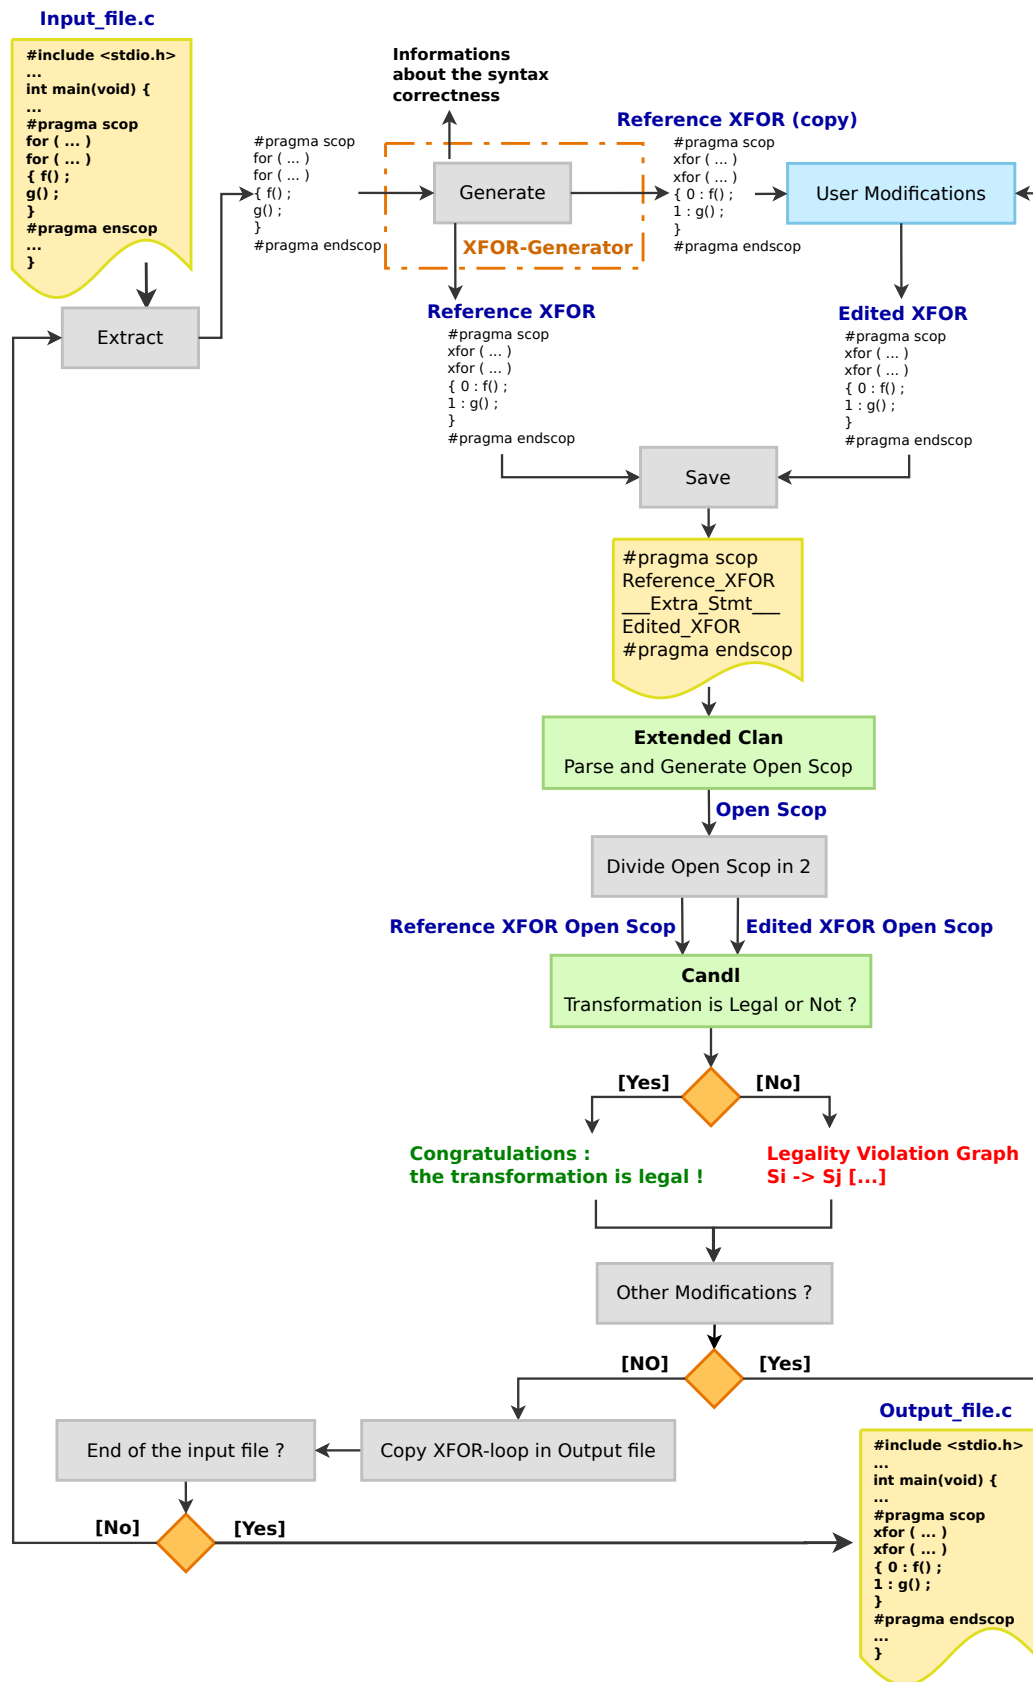 Input_file.c
#include <stdio.h>
...
int main(void) {
...
#pragma scop
for ( ... )
for ( ... )
{ f() ;
g() ;
}
#pragma enscop
...
}
Extract
#pragma scop
for ( ... )
for ( ... )
{ f() ;
g() ;
}
#pragma endscop
Informations
about the syntax
correctness
Generate
XFOR-Generator
Reference XFOR (copy)
#pragma scop
xfor ( ... )
xfor ( ... )
{ 0 : f() ;
1 : g() ;
}
#pragma endscop
User Modifications
Reference XFOR
#pragma scop
xfor ( ... )
xfor ( ... )
{ 0 : f() ;
1 : g() ;
}
#pragma endscop
Edited XFOR
#pragma scop
xfor ( ... )
xfor ( ... )
{ 0 : f() ;
1 : g() ;
}
#pragma endscop
Save
#pragma scop
Reference_XFOR
___Extra_Stmt___
Edited_XFOR
#pragma endscop
Extended Clan
Parse and Generate Open Scop
Open Scop
Divide Open Scop in 2
Reference XFOR Open Scop
Edited XFOR Open Scop
Candl
Transformation is Legal or Not ?
[Yes]
[No]
Congratulations :
the transformation is legal !
Legality Violation Graph
Si -> Sj [...]
Other Modifications ?
[NO]
[Yes]
Copy XFOR-loop in Output file
End of the input file ?
[No]
[Yes]
Output_file.c
#include <stdio.h>
...
int main(void) {
...
#pragma scop
xfor ( ... )
xfor ( ... )
{ 0 : f() ;
1 : g() ;
}
#pragma endscop
...
}